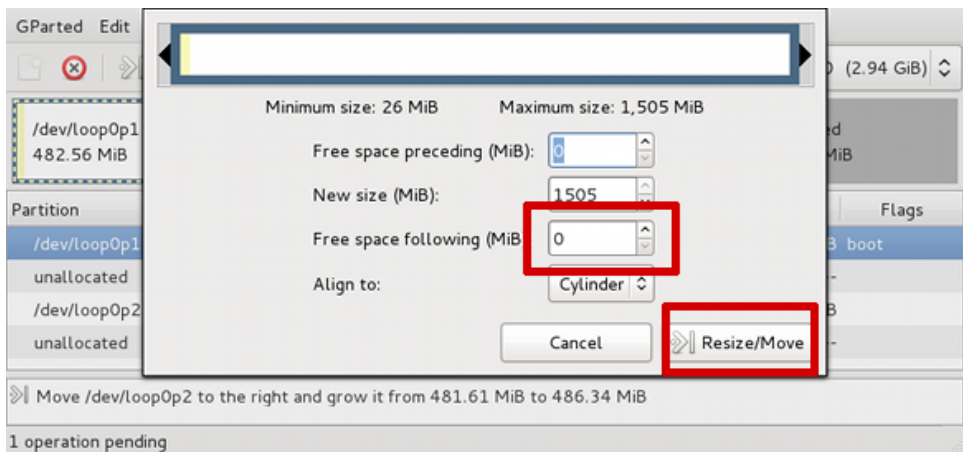 GParted Edit
(2.94 GiB)
Minimum size: 26 MiB Maximum size: 1,505 MiB
/dev/loop0p1
482.56 MiB
ed
MiB
Free space preceding (MiB): 0
New size (MiB): 1505
Partition Flags
Free space following (MiB 0
/dev/loop0p1 B boot
unallocated --
Align to: Cylinder
/dev/loop0p2 B
unallocated --
Cancel Resize/Move
Move /dev/loop0p2 to the right and grow it from 481.61 MiB to 486.34 MiB
1 operation pending